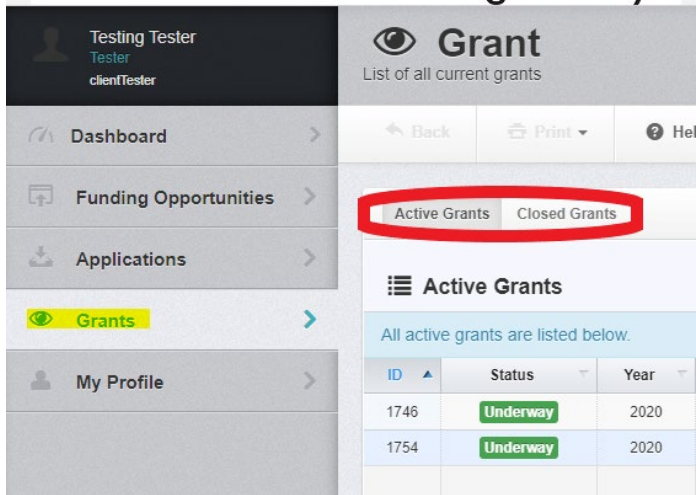 Testing Tester
Tester
clientTester
Dashboard
Funding Opportunities
Applications
Grants
My Profile
Grant
List of all current grants
Back Print
Active Grants Closed Grants
Active Grants
All active grants are listed below.
ID Status Year
1746 Underway 2020
1754 Underway 2020